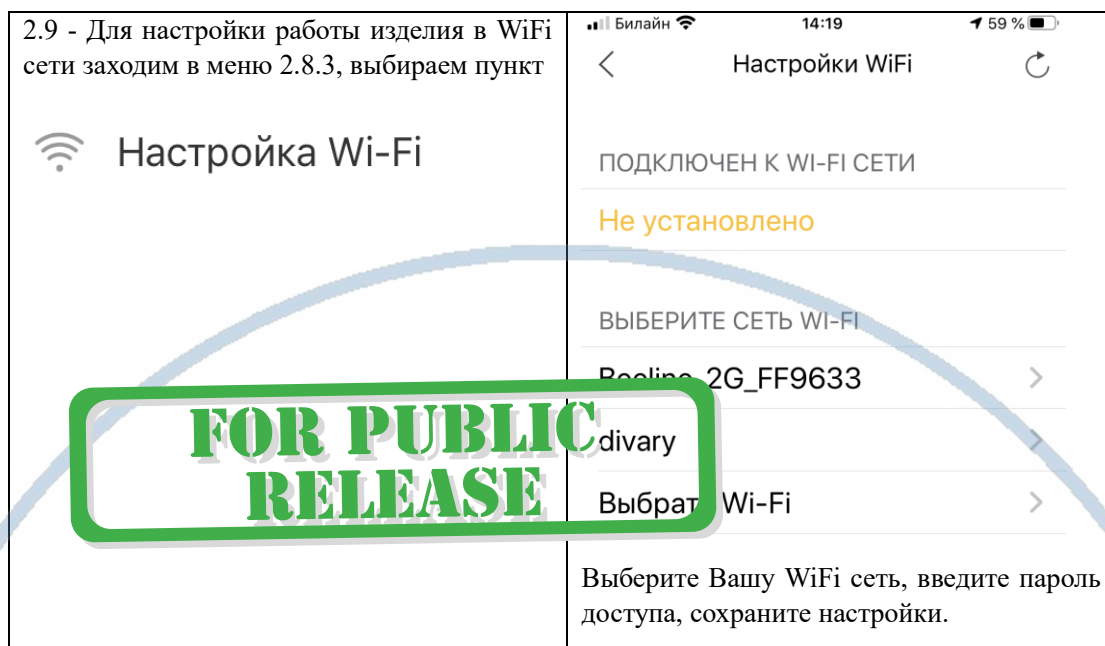 2.9 - Для настройки работы изделия в WiFi
сети заходим в меню 2.8.3, выбираем пункт
Настройка Wi-Fi
Билайн 14:19 59 %
Настройки WiFi
ПОДКЛЮЧЕН К WI-FI СЕТИ
Не установлено
ВЫБЕРИТЕ СЕТЬ WI-FI
Beeline_2G_FF9633
divary
Выбрать Wi-Fi
FOR PUBLIC
RELEASE
Выберите Вашу WiFi сеть, введите пароль
доступа, сохраните настройки.